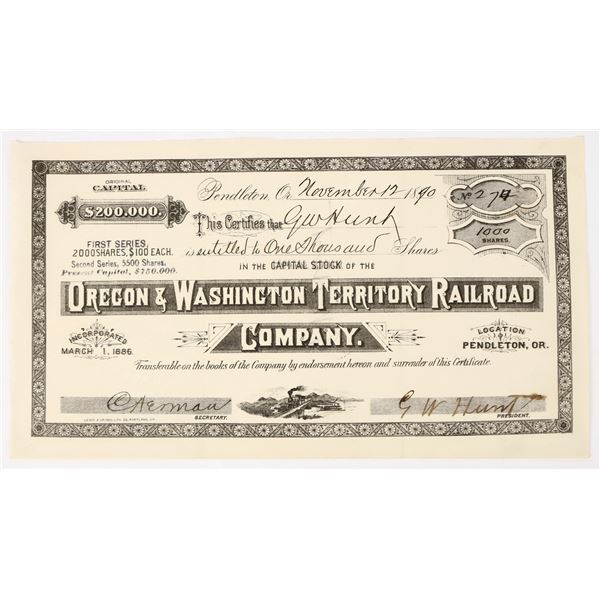 ORIGINAL
CAPITAL
$200.000.
Pendleton, Or November 12 1890
No 274
This Certifies that G W Hunt
1000
SHARES.
FIRST SERIES,
2000 SHARES, $100 EACH.
Second Series, 5500 Shares.
Present Capital, $750.000.
is entitled to One Thousand Shares
IN THE CAPITAL STOCK OF THE
OREGON & WASHINGTON TERRITORY RAILROAD
COMPANY.
INCORPORATED
MARCH 1, 1886.
LOCATION
PENDLETON, OR.
Transferable on the books of the Company by endorsement hereon and surrender of this Certificate.
SECRETARY.
G W Hunt
PRESIDENT.